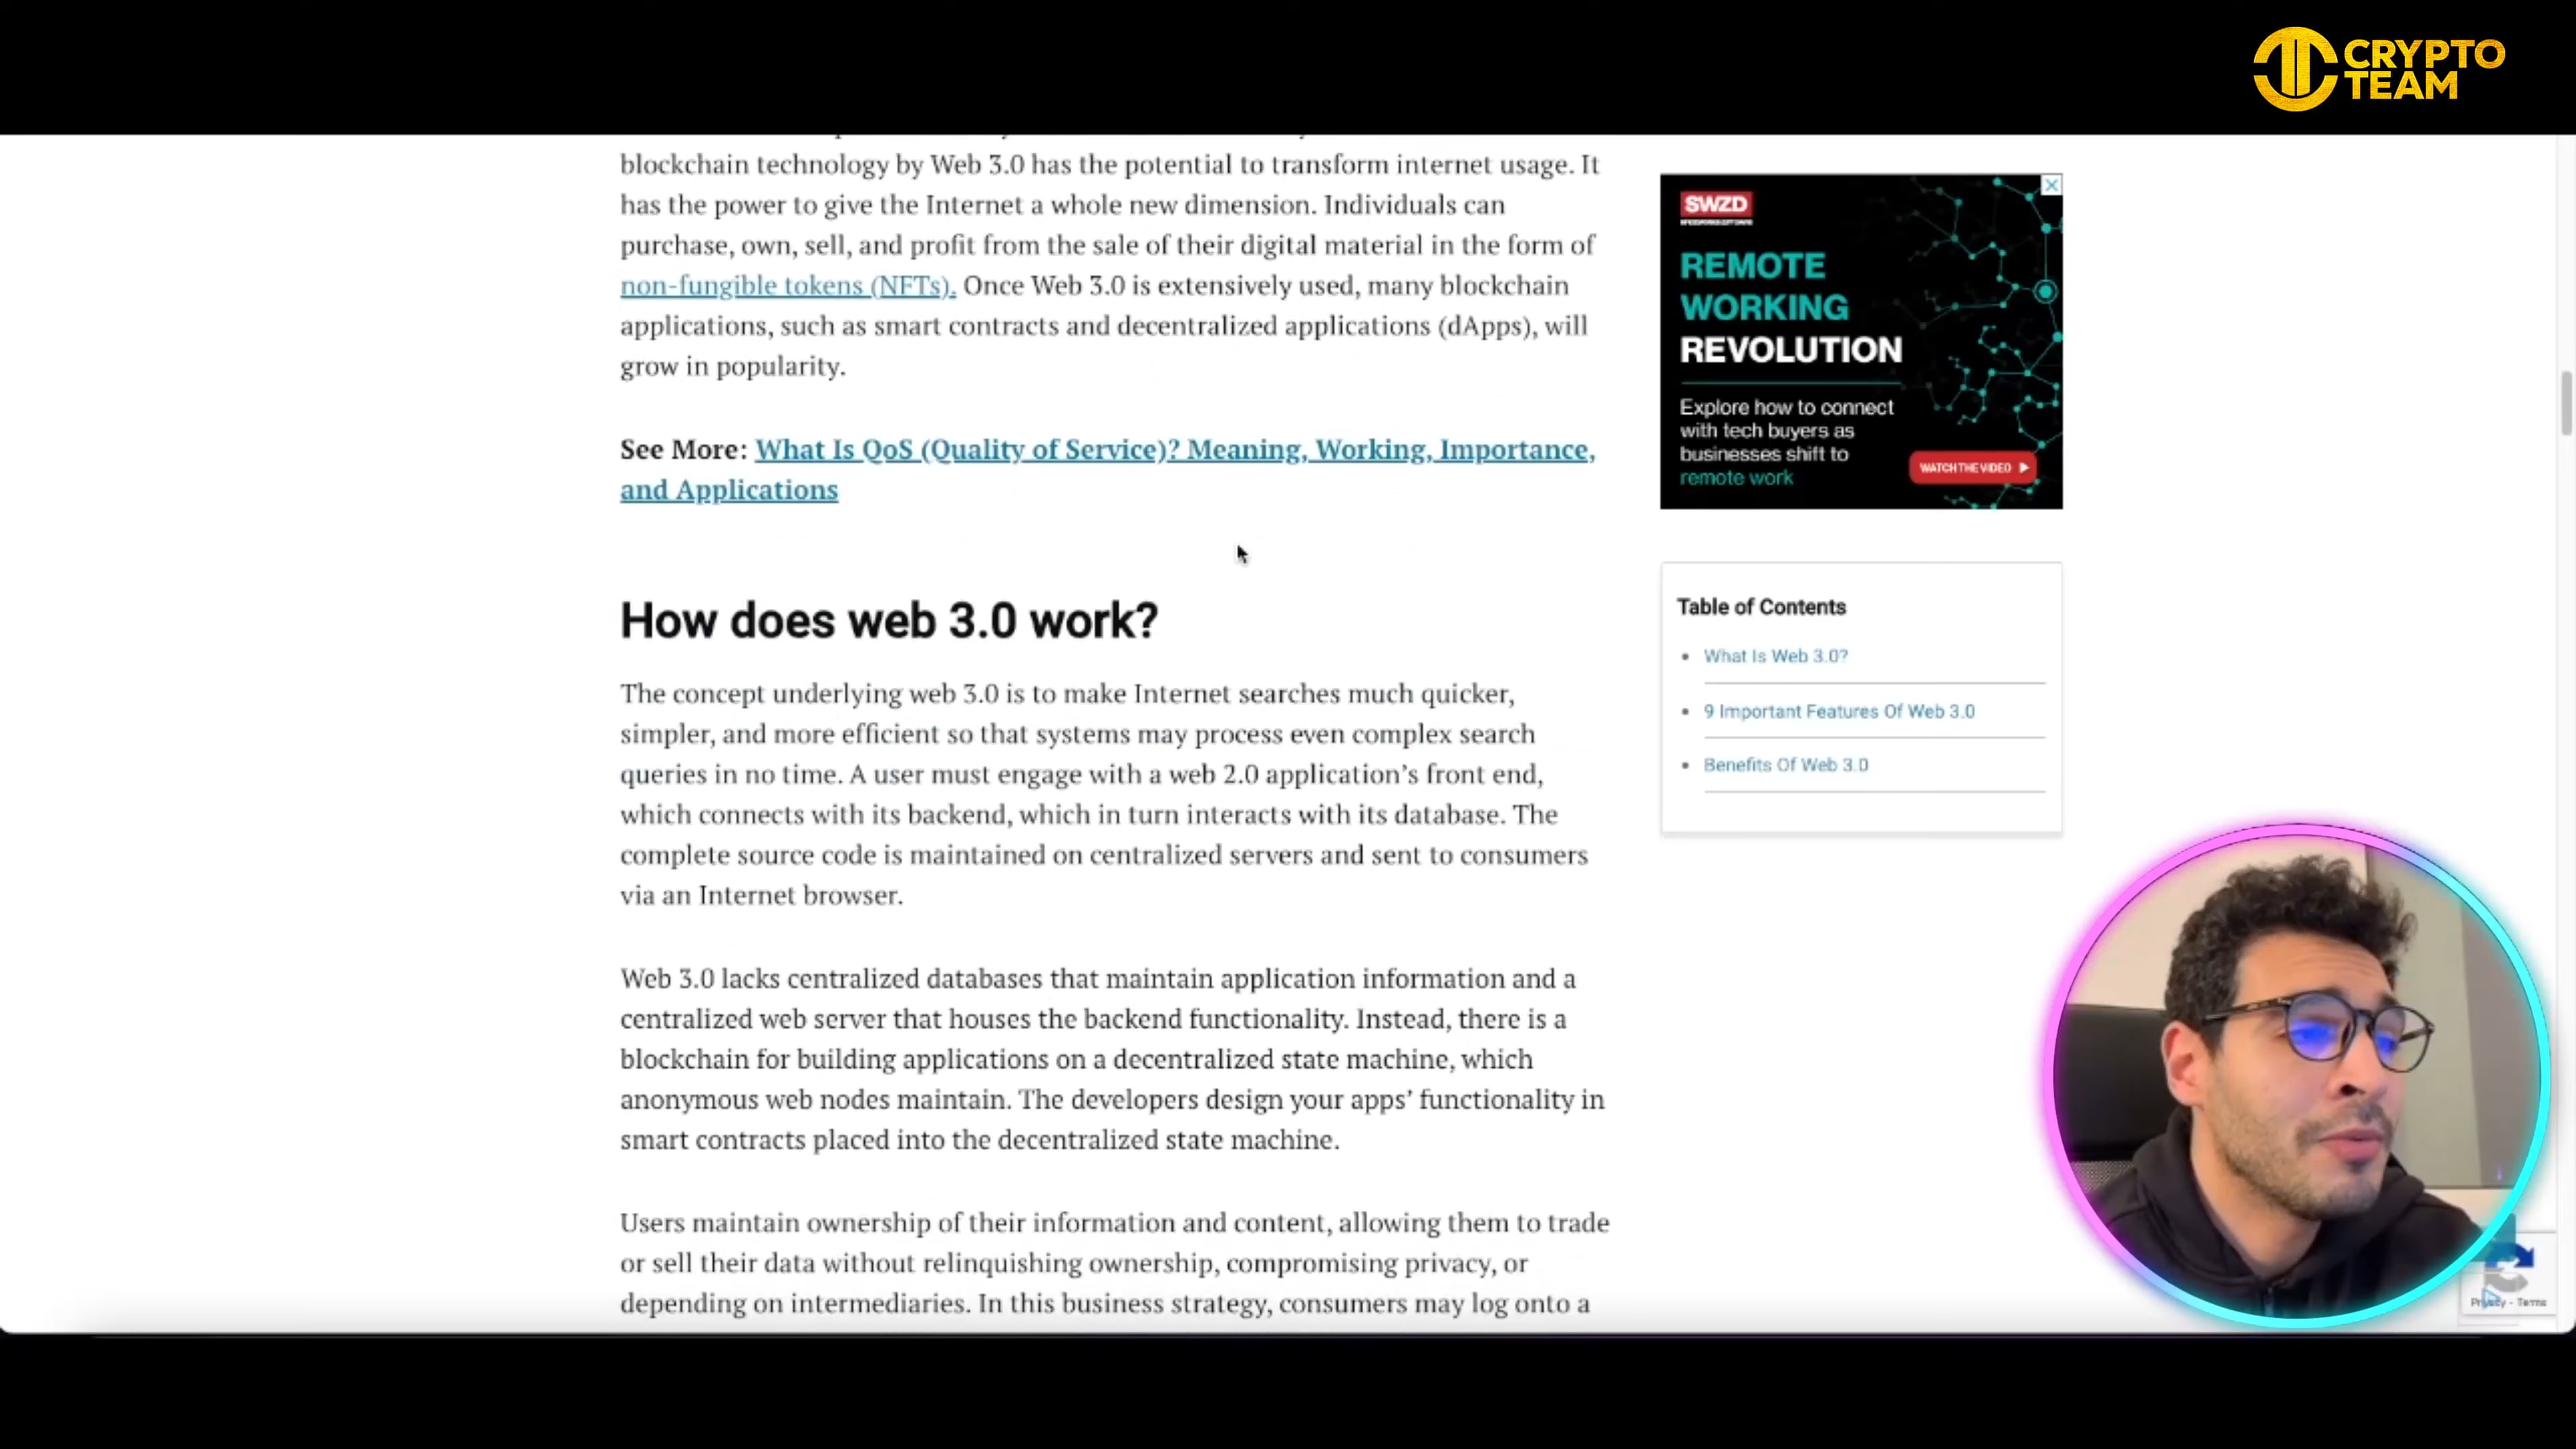 CRYPTO
TEAM
blockchain technology by Web 3.0 has the potential to transform internet usage. It
has the power to give the Internet a whole new dimension. Individuals can
purchase, own, sell, and profit from the sale of their digital material in the form of
non-fungible tokens (NFTs). Once Web 3.0 is extensively used, many blockchain
applications, such as smart contracts and decentralized applications (dApps), will
grow in popularity.
See More: What Is QoS (Quality of Service)? Meaning, Working, Importance,
and Applications
How does web 3.0 work?
The concept underlying web 3.0 is to make Internet searches much quicker,
simpler, and more efficient so that systems may process even complex search
queries in no time. A user must engage with a web 2.0 application's front end,
which connects with its backend, which in turn interacts with its database. The
complete source code is maintained on centralized servers and sent to consumers
via an Internet browser.
Web 3.0 lacks centralized databases that maintain application information and a
centralized web server that houses the backend functionality. Instead, there is a
blockchain for building applications on a decentralized state machine, which
anonymous web nodes maintain. The developers design your apps' functionality in
smart contracts placed into the decentralized state machine.
Users maintain ownership of their information and content, allowing them to trade
or sell their data without relinquishing ownership, compromising privacy, or
depending on intermediaries. In this business strategy, consumers may log onto a
SWZD
REMOTE
WORKING
REVOLUTION
Explore how to connect
with tech buyers as
businesses shift to
remote work
WATCH THE VIDEO
Table of Contents
What Is Web 3.0?
9 Important Features Of Web 3.0
Benefits Of Web 3.0
Privacy - Terms